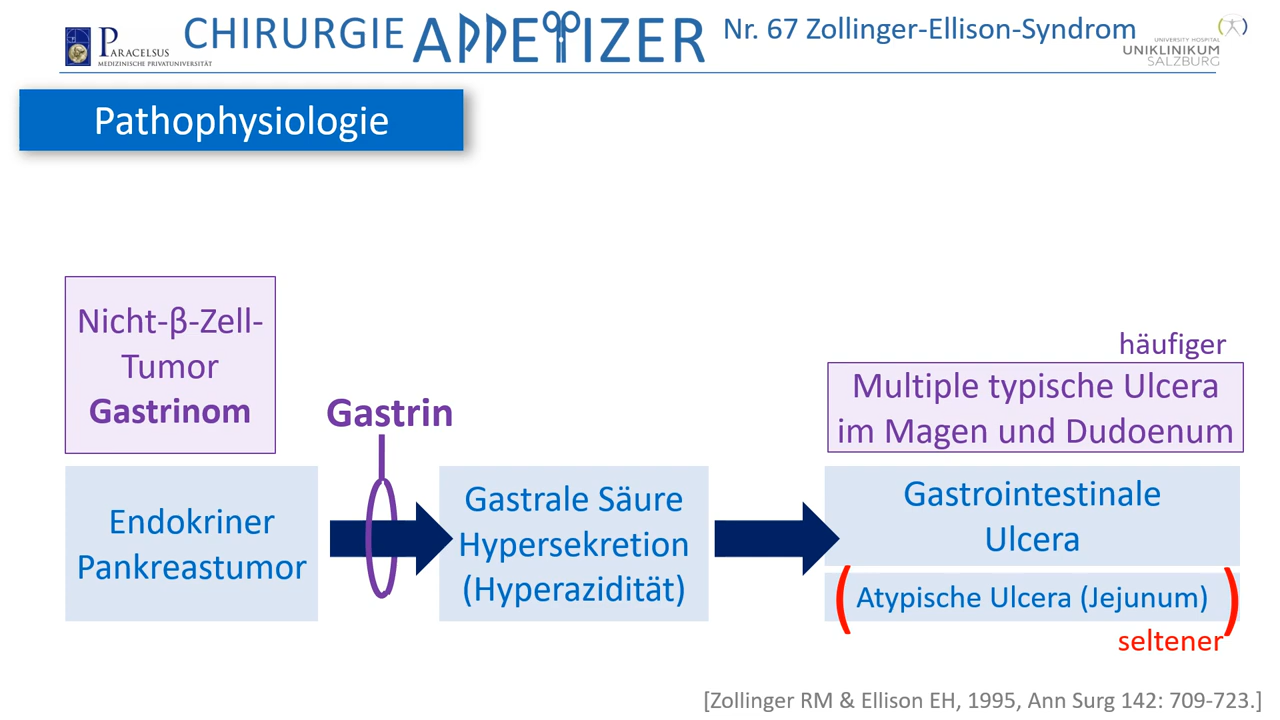 PARACELSUS
MEDIZINISCHE PRIVATUNIVERSITÄT
CHIRURGIE APPETIZER
Nr. 67 Zollinger-Ellison-Syndrom
UNIVERSITY HOSPITAL
UNIKLINIKUM
SALZBURG
Pathophysiologie
Nicht-β-Zell-
Tumor
Gastrinom
Endokriner
Pankreastumor
Gastrin
Gastrale Säure
Hypersekretion
(Hyperazidität)
häufiger
Multiple typische Ulcera
im Magen und Dudoenum
Gastrointestinale
Ulcera
(Atypische Ulcera (Jejunum))
seltener
[Zollinger RM & Ellison EH, 1995, Ann Surg 142: 709-723.]